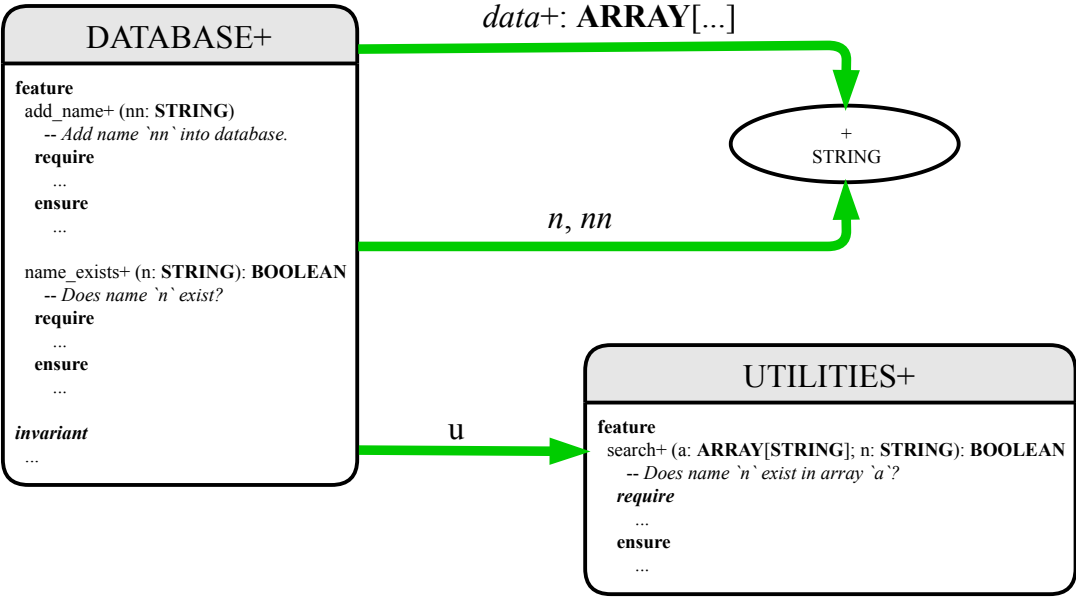 DATABASE+
feature
add_name+ (nn: STRING)
-- Add name `nn` into database.
require
...
ensure
...
name_exists+ (n: STRING): BOOLEAN
-- Does name `n` exist?
require
...
ensure
...
invariant
...
data+: ARRAY[...]
+
STRING
n, nn
u
UTILITIES+
feature
search+ (a: ARRAY[STRING]; n: STRING): BOOLEAN
-- Does name `n` exist in array `a`?
require
...
ensure
...